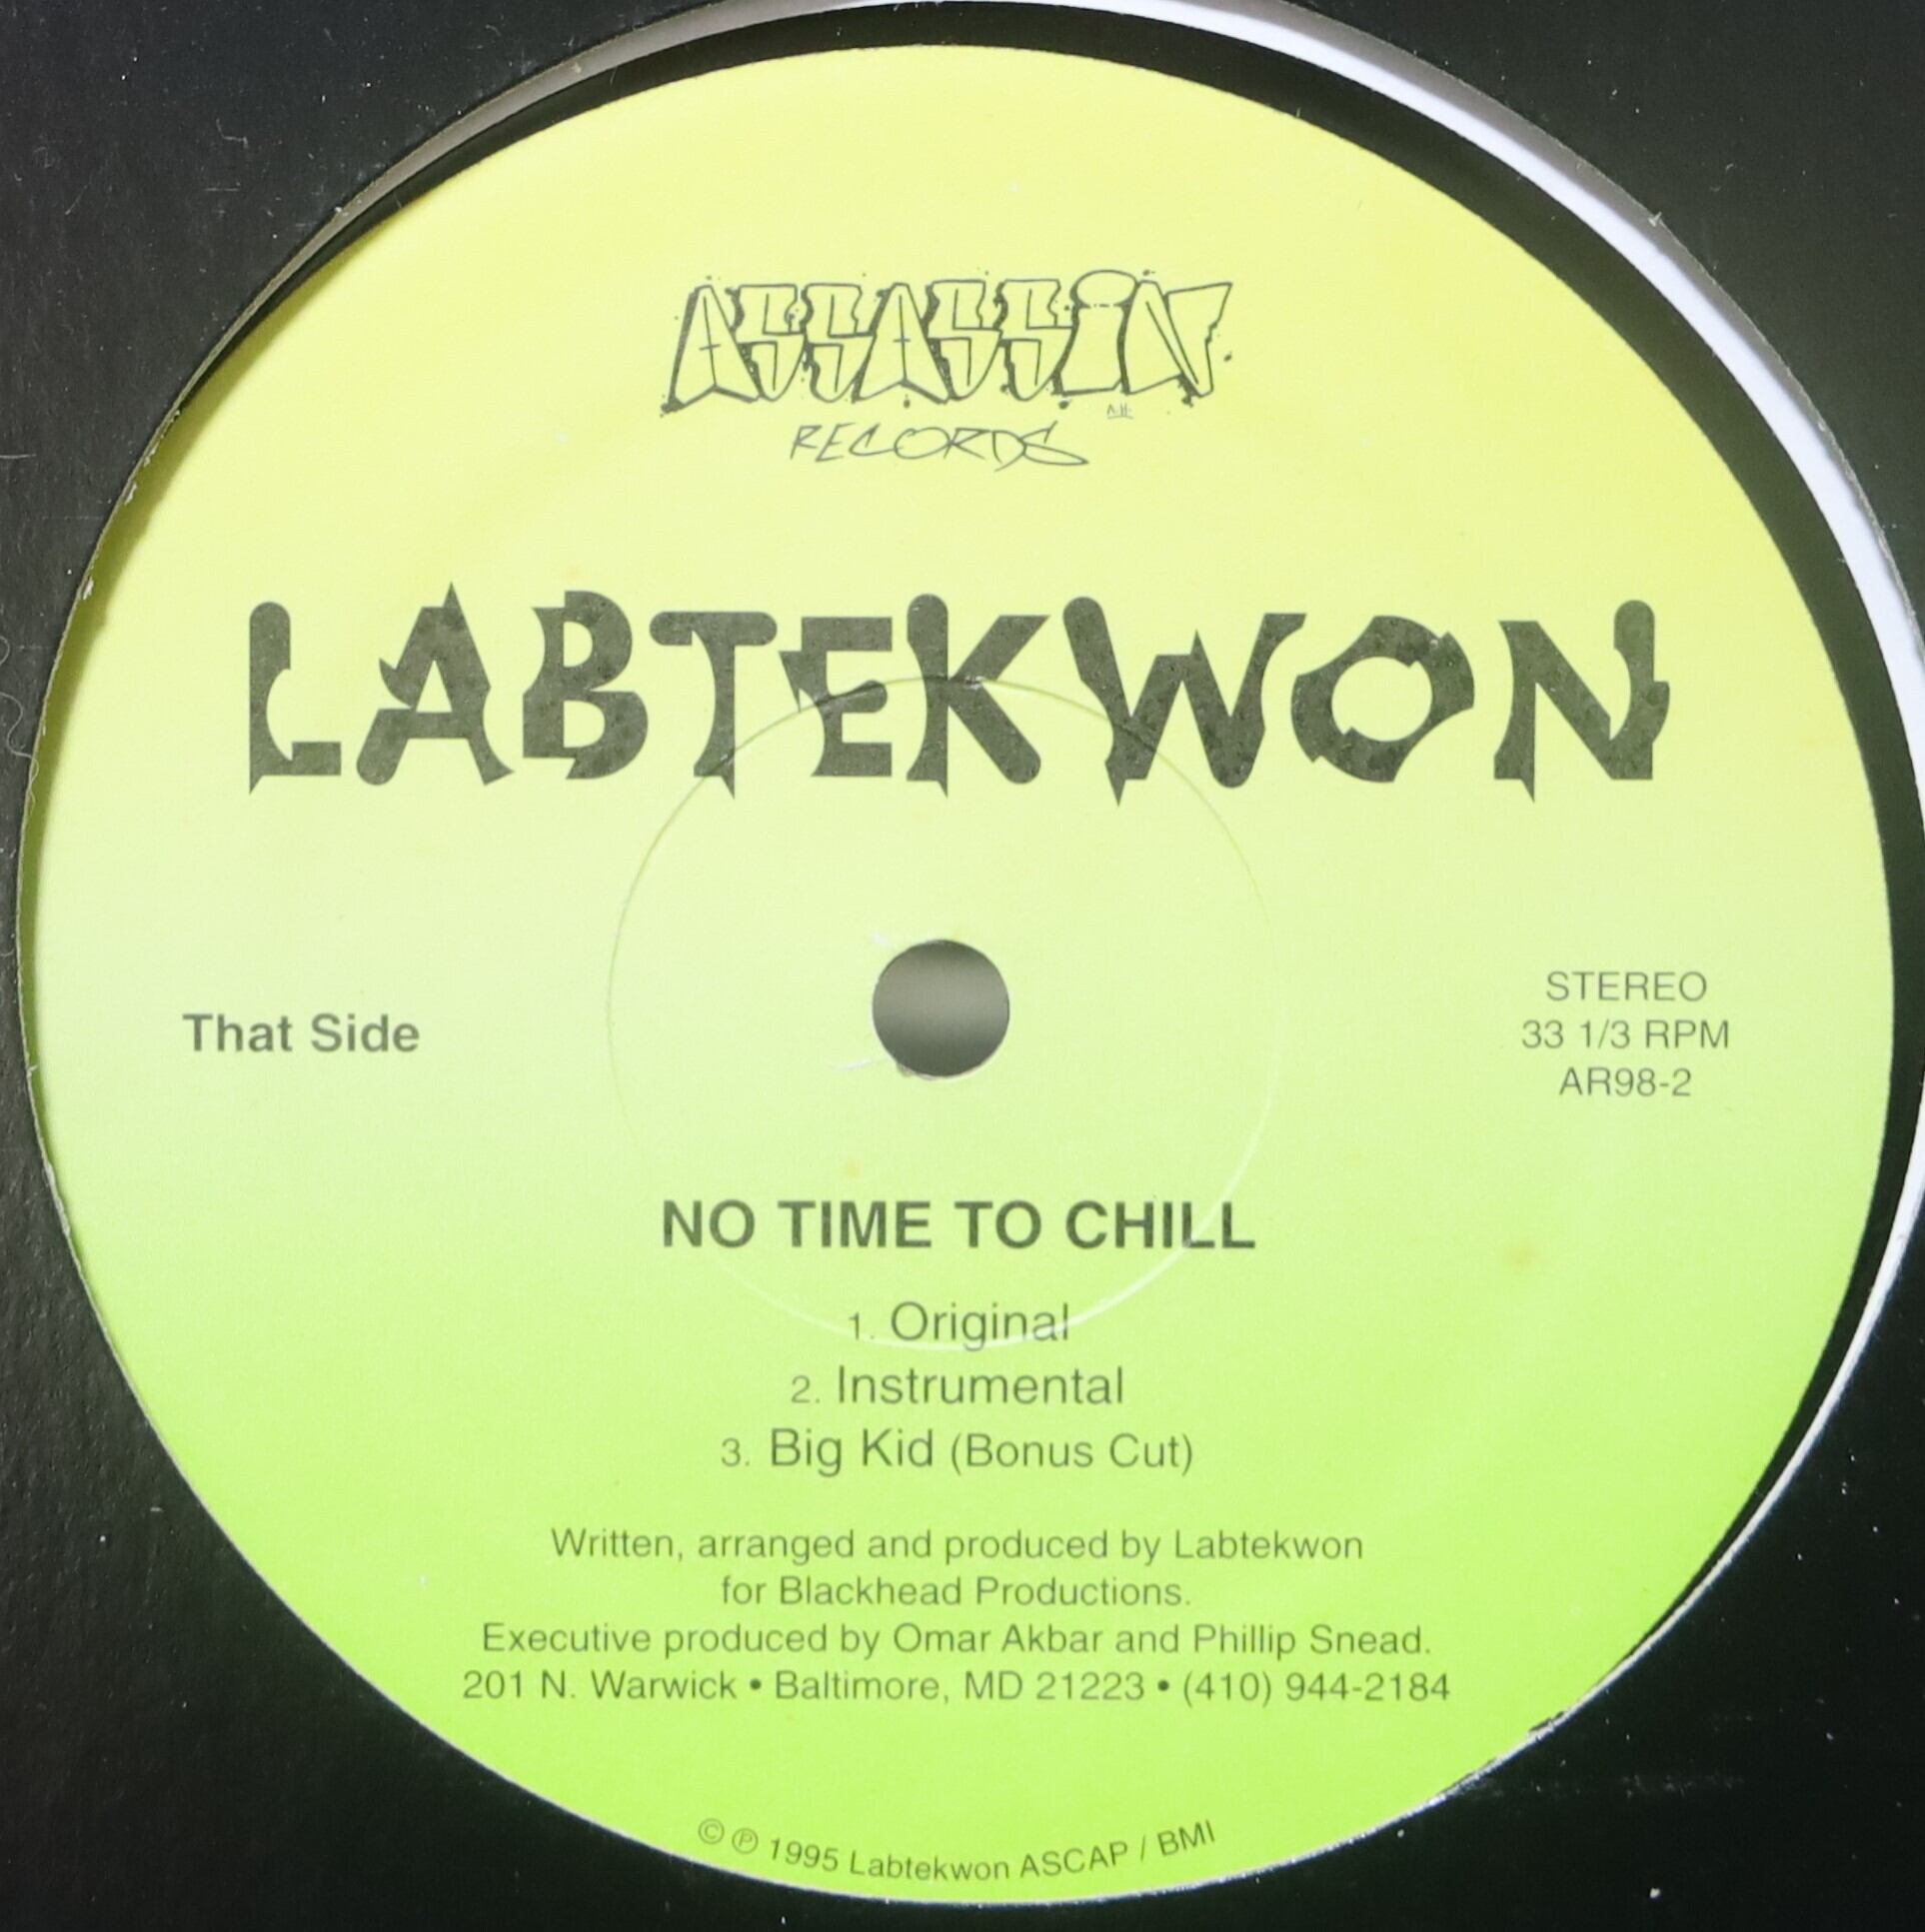 ASSASSiN
RECORDS
LABTEKWON
That Side
STEREO
33 1/3 RPM
AR98-2
NO TIME TO CHILL
1. Original
2. Instrumental
3. Big Kid (Bonus Cut)
Written, arranged and produced by Labtekwon
for Blackhead Productions.
Executive produced by Omar Akbar and Phillip Snead.
201 N. Warwick • Baltimore, MD 21223 • (410) 944-2184
© ℗ 1995 Labtekwon ASCAP / BMI